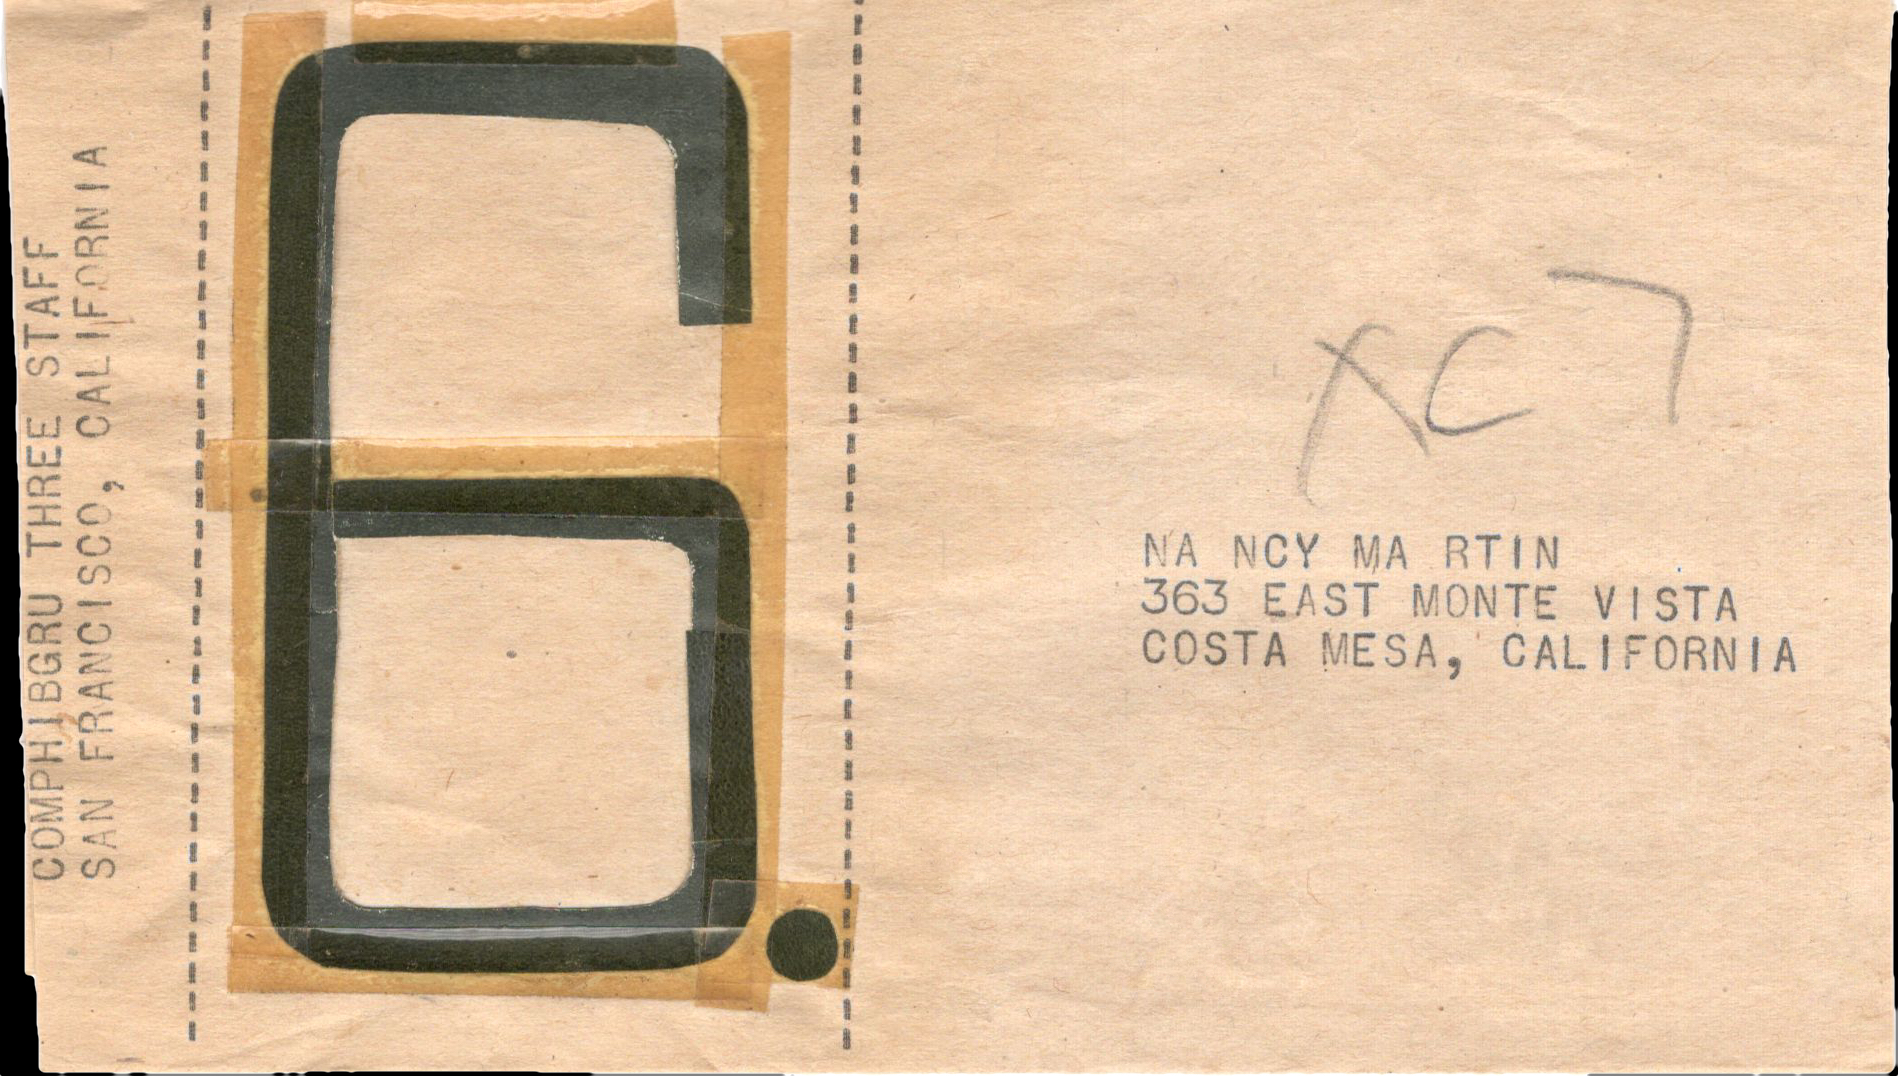 COMPHIBGRU THREE STAFF
SAN FRANCISCO, CALIFORNIA
6.
XC7
NA NCY MA RTIN
363 EAST MONTE VISTA
COSTA MESA, CALIFORNIA